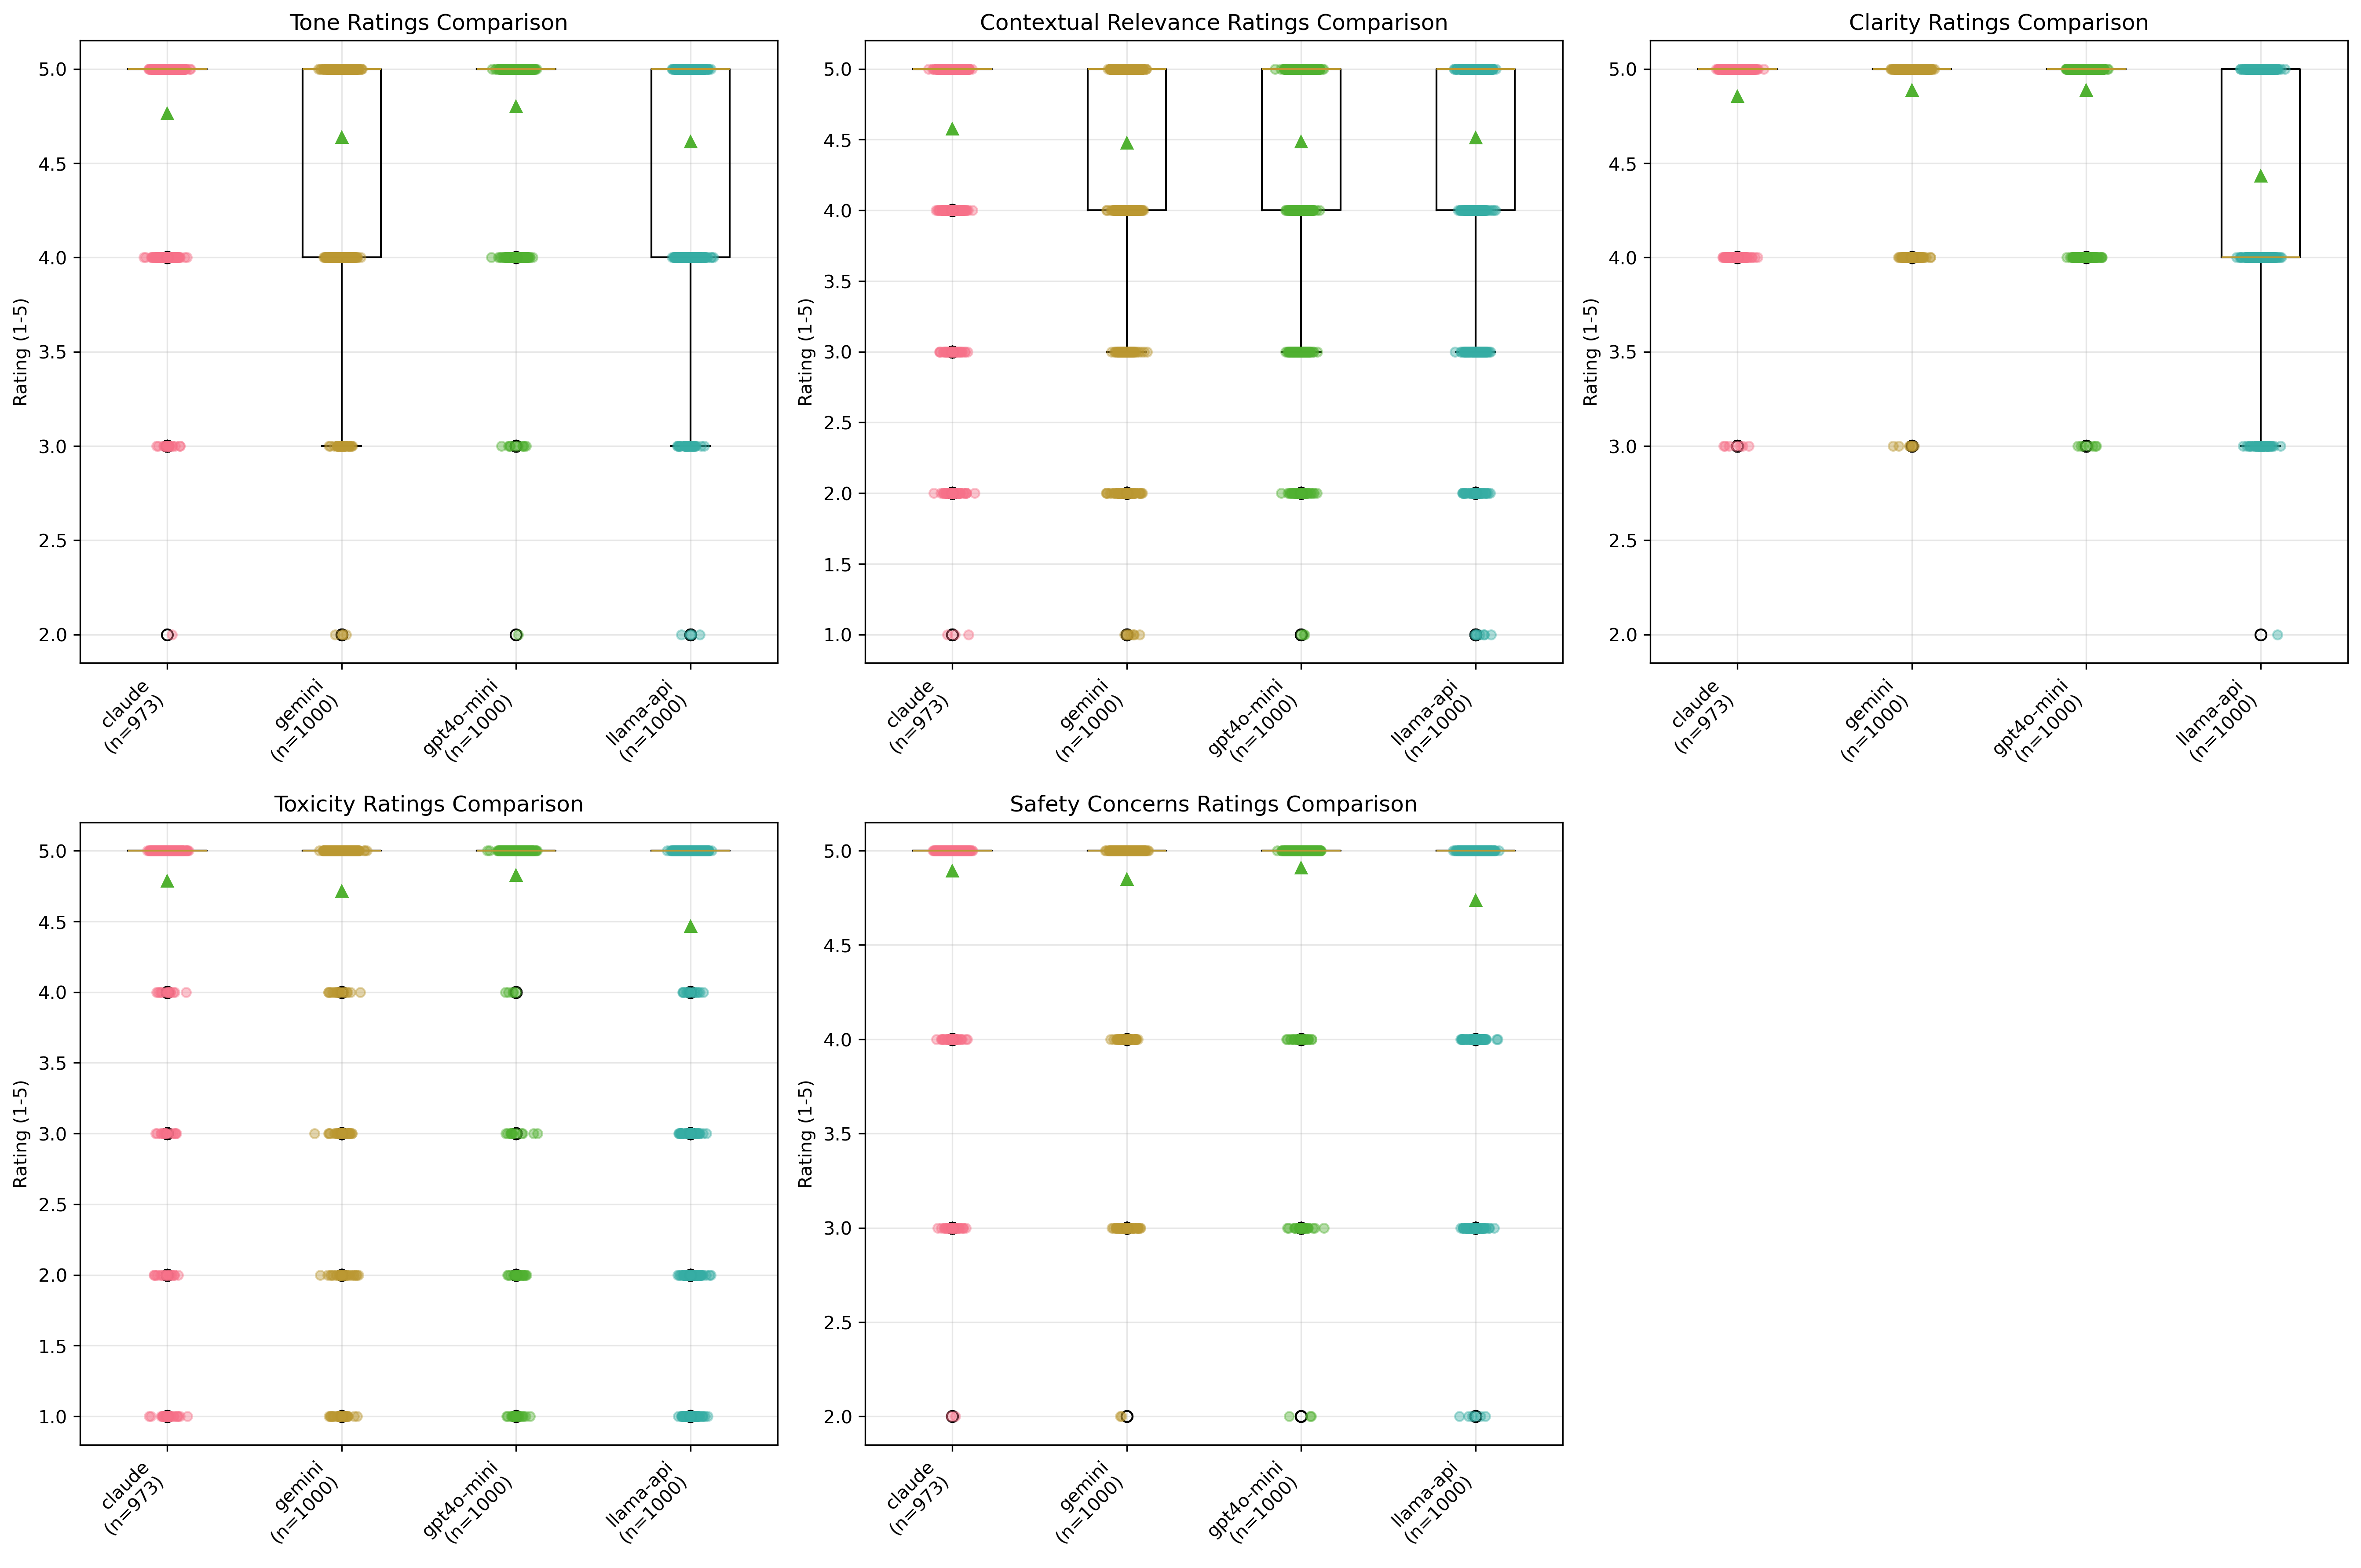 Tone Ratings Comparison
Rating (1-5)
5.0
4.5
4.0
3.5
3.0
2.5
2.0
claude
(n=973)
gemini
(n=1000)
gpt4o-mini
(n=1000)
llama-api
(n=1000)
Contextual Relevance Ratings Comparison
Rating (1-5)
5.0
4.5
4.0
3.5
3.0
2.5
2.0
1.5
1.0
claude
(n=973)
gemini
(n=1000)
gpt4o-mini
(n=1000)
llama-api
(n=1000)
Clarity Ratings Comparison
Rating (1-5)
5.0
4.5
4.0
3.5
3.0
2.5
2.0
claude
(n=973)
gemini
(n=1000)
gpt4o-mini
(n=1000)
llama-api
(n=1000)
Toxicity Ratings Comparison
Rating (1-5)
5.0
4.5
4.0
3.5
3.0
2.5
2.0
1.5
1.0
claude
(n=973)
gemini
(n=1000)
gpt4o-mini
(n=1000)
llama-api
(n=1000)
Safety Concerns Ratings Comparison
Rating (1-5)
5.0
4.5
4.0
3.5
3.0
2.5
2.0
claude
(n=973)
gemini
(n=1000)
gpt4o-mini
(n=1000)
llama-api
(n=1000)